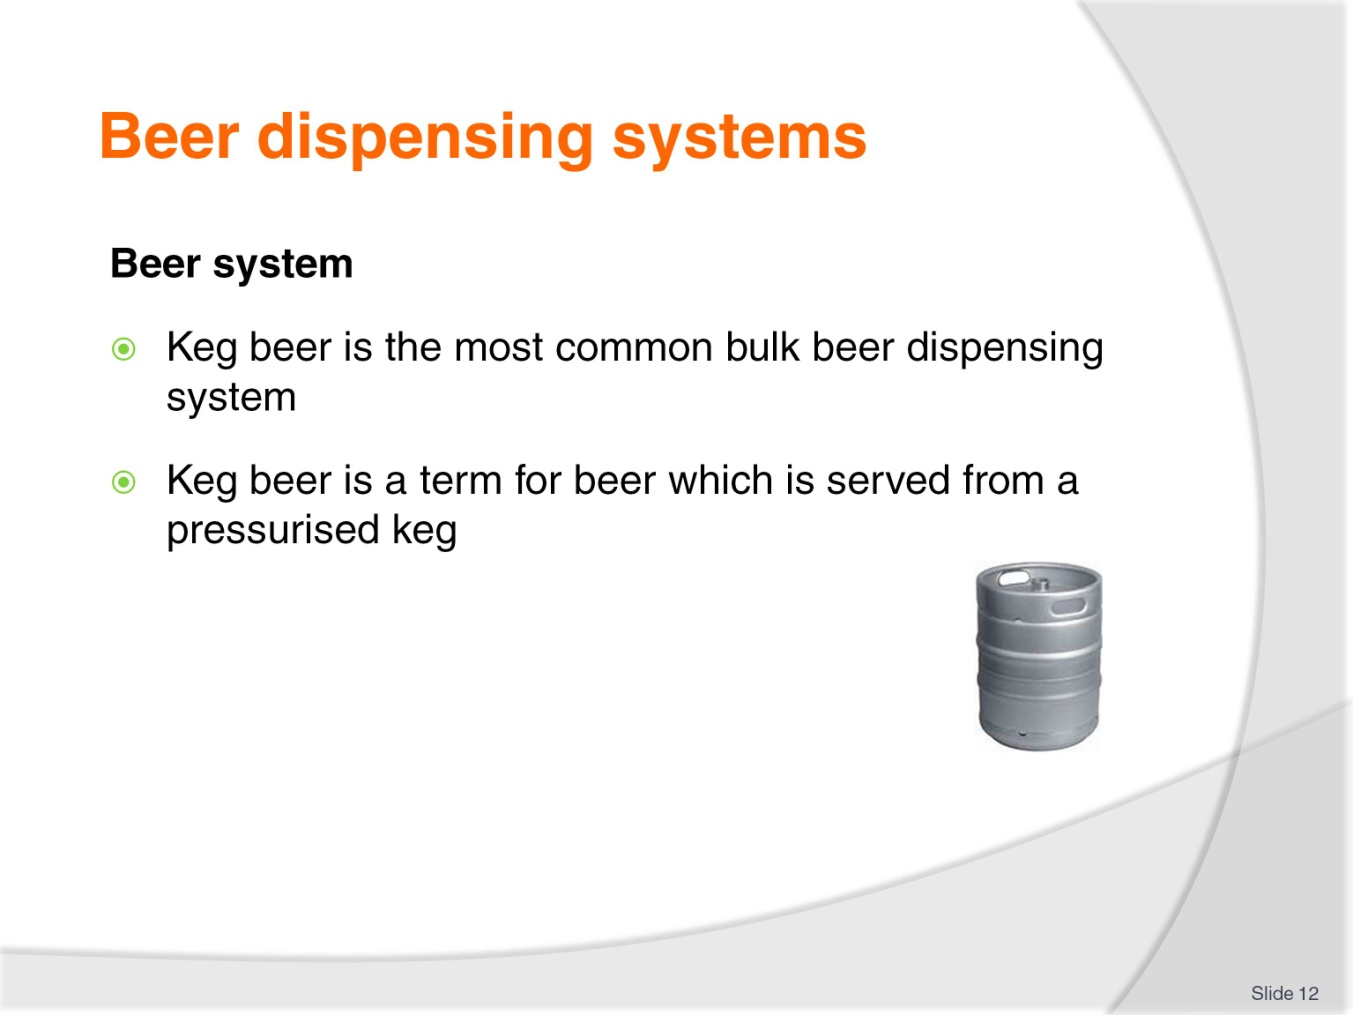 Beer dispensing systems
Beer system
Keg beer is the most common bulk beer dispensing
system
Keg beer is a term for beer which is served from a
pressurised keg
Slide 12